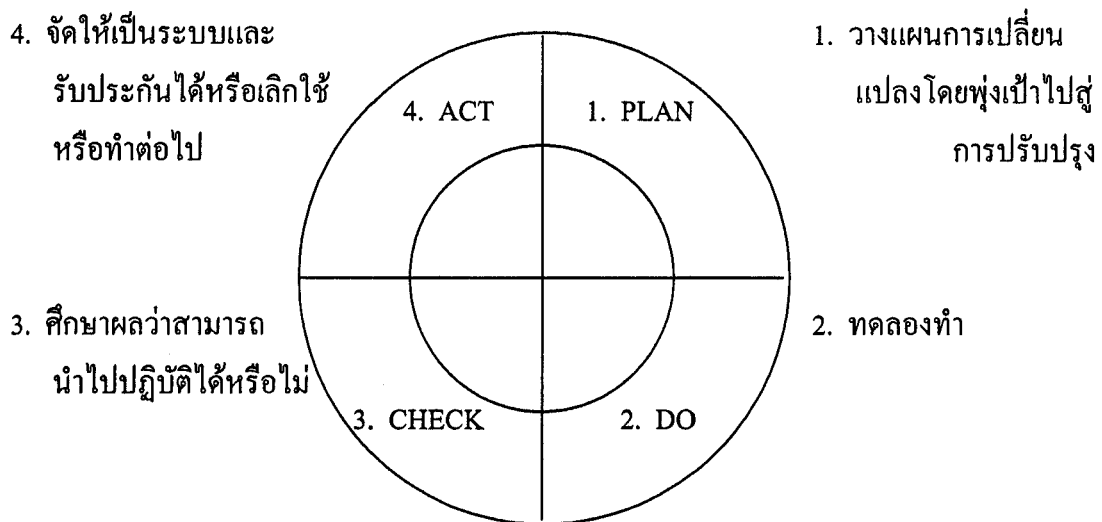 4. จัดให้เป็นระบบและ
รับประกันได้หรือเลิกใช้
หรือทำต่อไป
1. วางแผนการเปลี่ยน
แปลงโดยพุ่งเป้าไปสู่
การปรับปรุง
4. ACT
1. PLAN
3. ศึกษาผลว่าสามารถ
นำไปปฏิบัติได้หรือไม่
2. ทดลองทำ
3. CHECK
2. DO